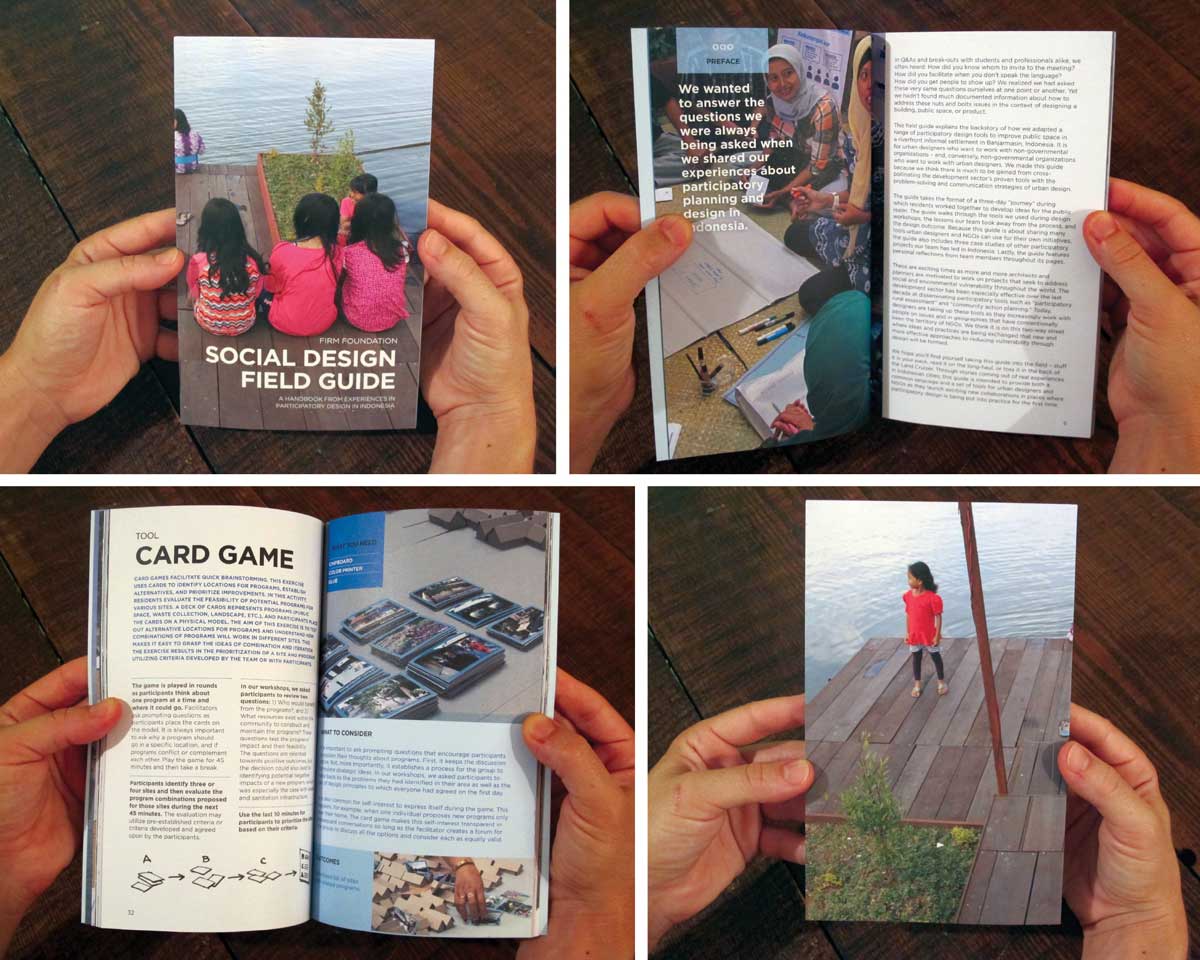 FIRM FOUNDATION
SOCIAL DESIGN
FIELD GUIDE
A HANDBOOK FROM EXPERIENCES IN
PARTICIPATORY DESIGN IN INDONESIA
PREFACE
We wanted
to answer the
questions we
were always
being asked when
we shared our
experiences about
participatory
planning and
design in
ndonesia.
in Q&As and break-outs with students and professionals alike, we
often heard: How did you know whom to invite to the meeting?
How did you facilitate when you don't speak the language?
How did you get people to show up? We realized we had asked
these very same questions ourselves at one point or another. Yet
we hadn't found much documented information about how to
address these nuts and bolts issues in the context of designing a
building, public space, or product.
This field guide explains the backstory of how we adapted a
range of participatory design tools to improve public space in
a riverfront informal settlement in Banjarmasin, Indonesia. It is
for urban designers who want to work with non-governmental
organizations – and, conversely, non-governmental organizations
who want to work with urban designers. We made this guide
because we think there is much to be gained from cross-
pollinating the development sector's proven tools with the
problem-solving and communication strategies of urban design.
The guide takes the format of a three-day "journey" during
which residents worked together to develop ideas for the public
realm. The guide walks through the tools we used during design
workshops, the lessons our team took away from the process, and
the design outcome. Because this guide is about sharing many
tools urban designers and NGOs can use for their own initiatives,
the guide also includes three case studies of other participatory
projects our team has led in Indonesia. Lastly, the guide features
personal reflections from team members throughout its pages.
These are exciting times as more and more architects and
planners are motivated to work on projects that seek to address
social and environmental vulnerability throughout the world. The
development sector has been especially effective over the last
decade at disseminating participatory tools such as "participatory
rural assessment" and "community action planning." Today,
designers are taking up these tools as they increasingly work with
people on issues and in geographies that have conventionally
been the territory of NGOs. We think it is on this two-way street
where ideas and practices are being exchanged that new and
more effective approaches to reducing vulnerability through
design will be formed.
We hope you'll find yourself taking this guide into the field – stuff
it in your pack, read it on the long-haul, or toss it in the back of
the Land Cruiser. Through stories coming out of real experiences
in Indonesian cities, this guide is intended to provide both a
common language and a set of tools for urban designers and
NGOs as they launch exciting new collaborations in places where
participatory design is being put into practice for the first time.
9
TOOL
CARD GAME
CARD GAMES FACILITATE QUICK BRAINSTORMING. THIS EXERCISE
USES CARDS TO IDENTIFY LOCATIONS FOR PROGRAMS, ESTABLISH
ALTERNATIVES, AND PRIORITIZE IMPROVEMENTS. IN THIS ACTIVITY,
RESIDENTS EVALUATE THE FEASIBILITY OF POTENTIAL PROGRAMS FOR
VARIOUS SITES. A DECK OF CARDS REPRESENTS PROGRAMS (PUBLIC
SPACE, WASTE COLLECTION, LANDSCAPE, ETC.), AND PARTICIPANTS PLACE
THE CARDS ON A PHYSICAL MODEL. THE AIM OF THIS EXERCISE IS TO TEST
OUT ALTERNATIVE LOCATIONS FOR PROGRAMS AND UNDERSTAND HOW
COMBINATIONS OF PROGRAMS WILL WORK IN DIFFERENT SITES. THIS
MAKES IT EASY TO GRASP THE IDEAS OF COMBINATION AND ITERATION.
THE EXERCISE RESULTS IN THE PRIORITIZATION OF A SITE AND PROGRAM
UTILIZING CRITERIA DEVELOPED BY THE TEAM OR WITH PARTICIPANTS.
The game is played in rounds
as participants think about
one program at a time and
where it could go. Facilitators
ask prompting questions as
participants place the cards on
the model. It is always important
to ask why a program should
go in a specific location, and if
programs conflict or complement
each other. Play the game for 45
minutes and then take a break.
Participants identify three or
four sites and then evaluate the
program combinations proposed
for those sites during the next
45 minutes. The evaluation may
utilize pre-established criteria or
criteria developed and agreed
upon by the participants.
In our workshops, we asked
participants to review two
questions: 1) Who would benefit
from the programs?, and 2)
What resources exist within the
community to construct and
maintain the programs? These
questions test the program's
impact and then feasibility.
The questions are oriented
towards positive outcomes, but
the decision could also lead to
identifying potential negative
impacts of a new program
was especially the case with
and sanitation infrastructure.
Use the last 10 minutes for
participants to prioritize the
based on their criteria.
A
B
C
32
WHAT YOU NEED
CHIPBOARD
COLOR PRINTER
GLUE
WHAT TO CONSIDER
important to ask prompting questions that encourage participants
their thoughts about programs. First, it keeps the discussion
but, more importantly, it establishes a process for the group to
strategic ideas. In our workshops, we asked participants to
back to the problems they had identified in their area as well as the
design principles to which everyone had agreed on the first day.
common for self-interest to express itself during the game. This
for example, when one individual proposes new programs only
her home. The card game makes this self-interest transparent in
conversations so long as the facilitator creates a forum for
group to discuss all the options and consider each as equally valid.
OUTCOMES
programs.